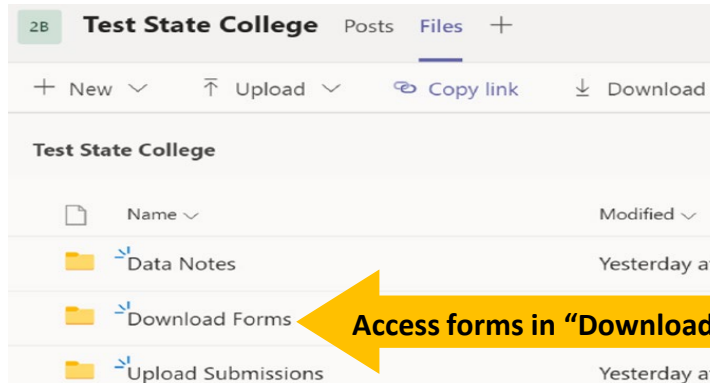 2B Test State College Posts Files +
+ New Upload Copy link Download
Test State College
Name Modified
Data Notes Yesterday
Download Forms Access forms in “Download
Upload Submissions Yesterday